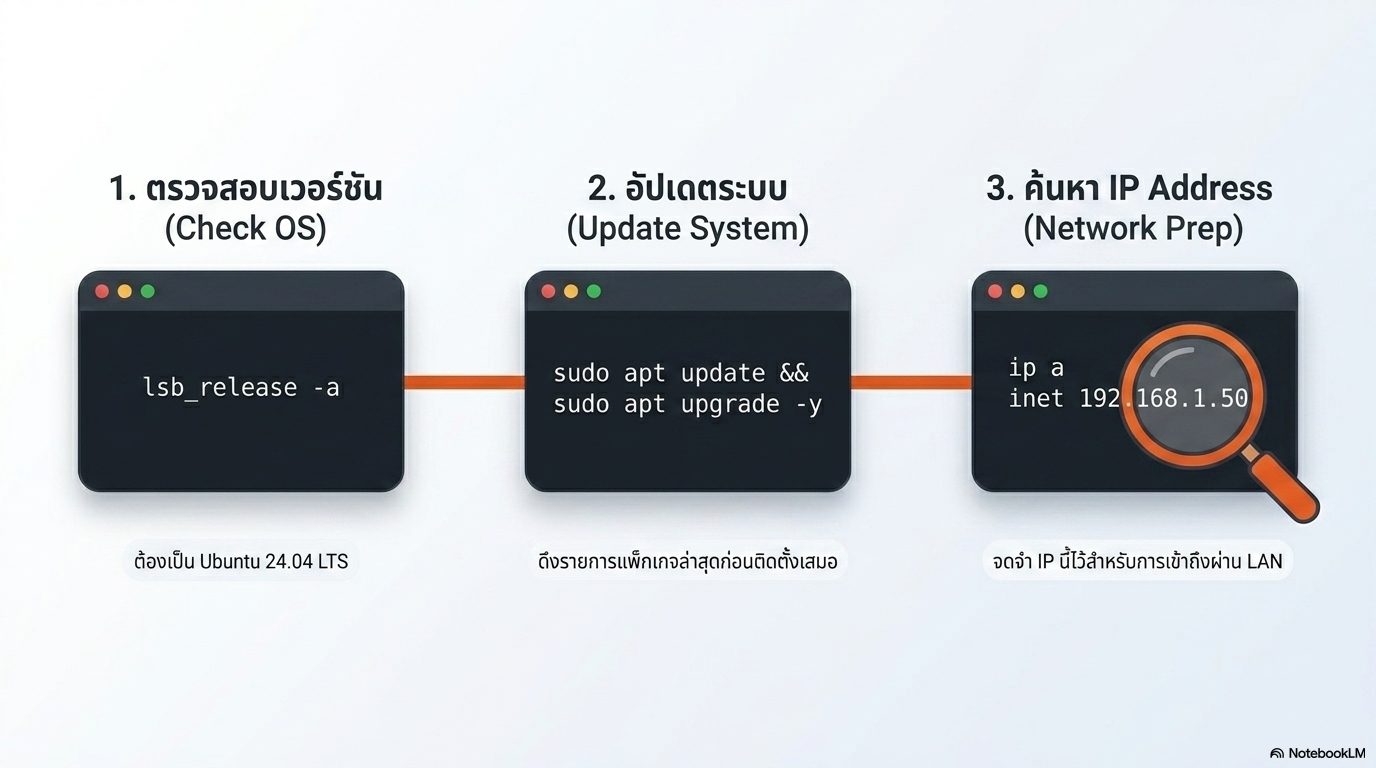 1. ตรวจสอบเวอร์ชัน
(Check OS)
lsb_release -a
ต้องเป็น Ubuntu 24.04 LTS
2. อัปเดตระบบ
(Update System)
sudo apt update &&
sudo apt upgrade -y
ดึงรายการแพ็กเกจล่าสุดก่อนติดตั้งเสมอ
3. ค้นหา IP Address
(Network Prep)
ip a
inet 192.168.1.50
จดจำ IP นี้ไว้สำหรับการเข้าถึงผ่าน LAN
NotebookLM